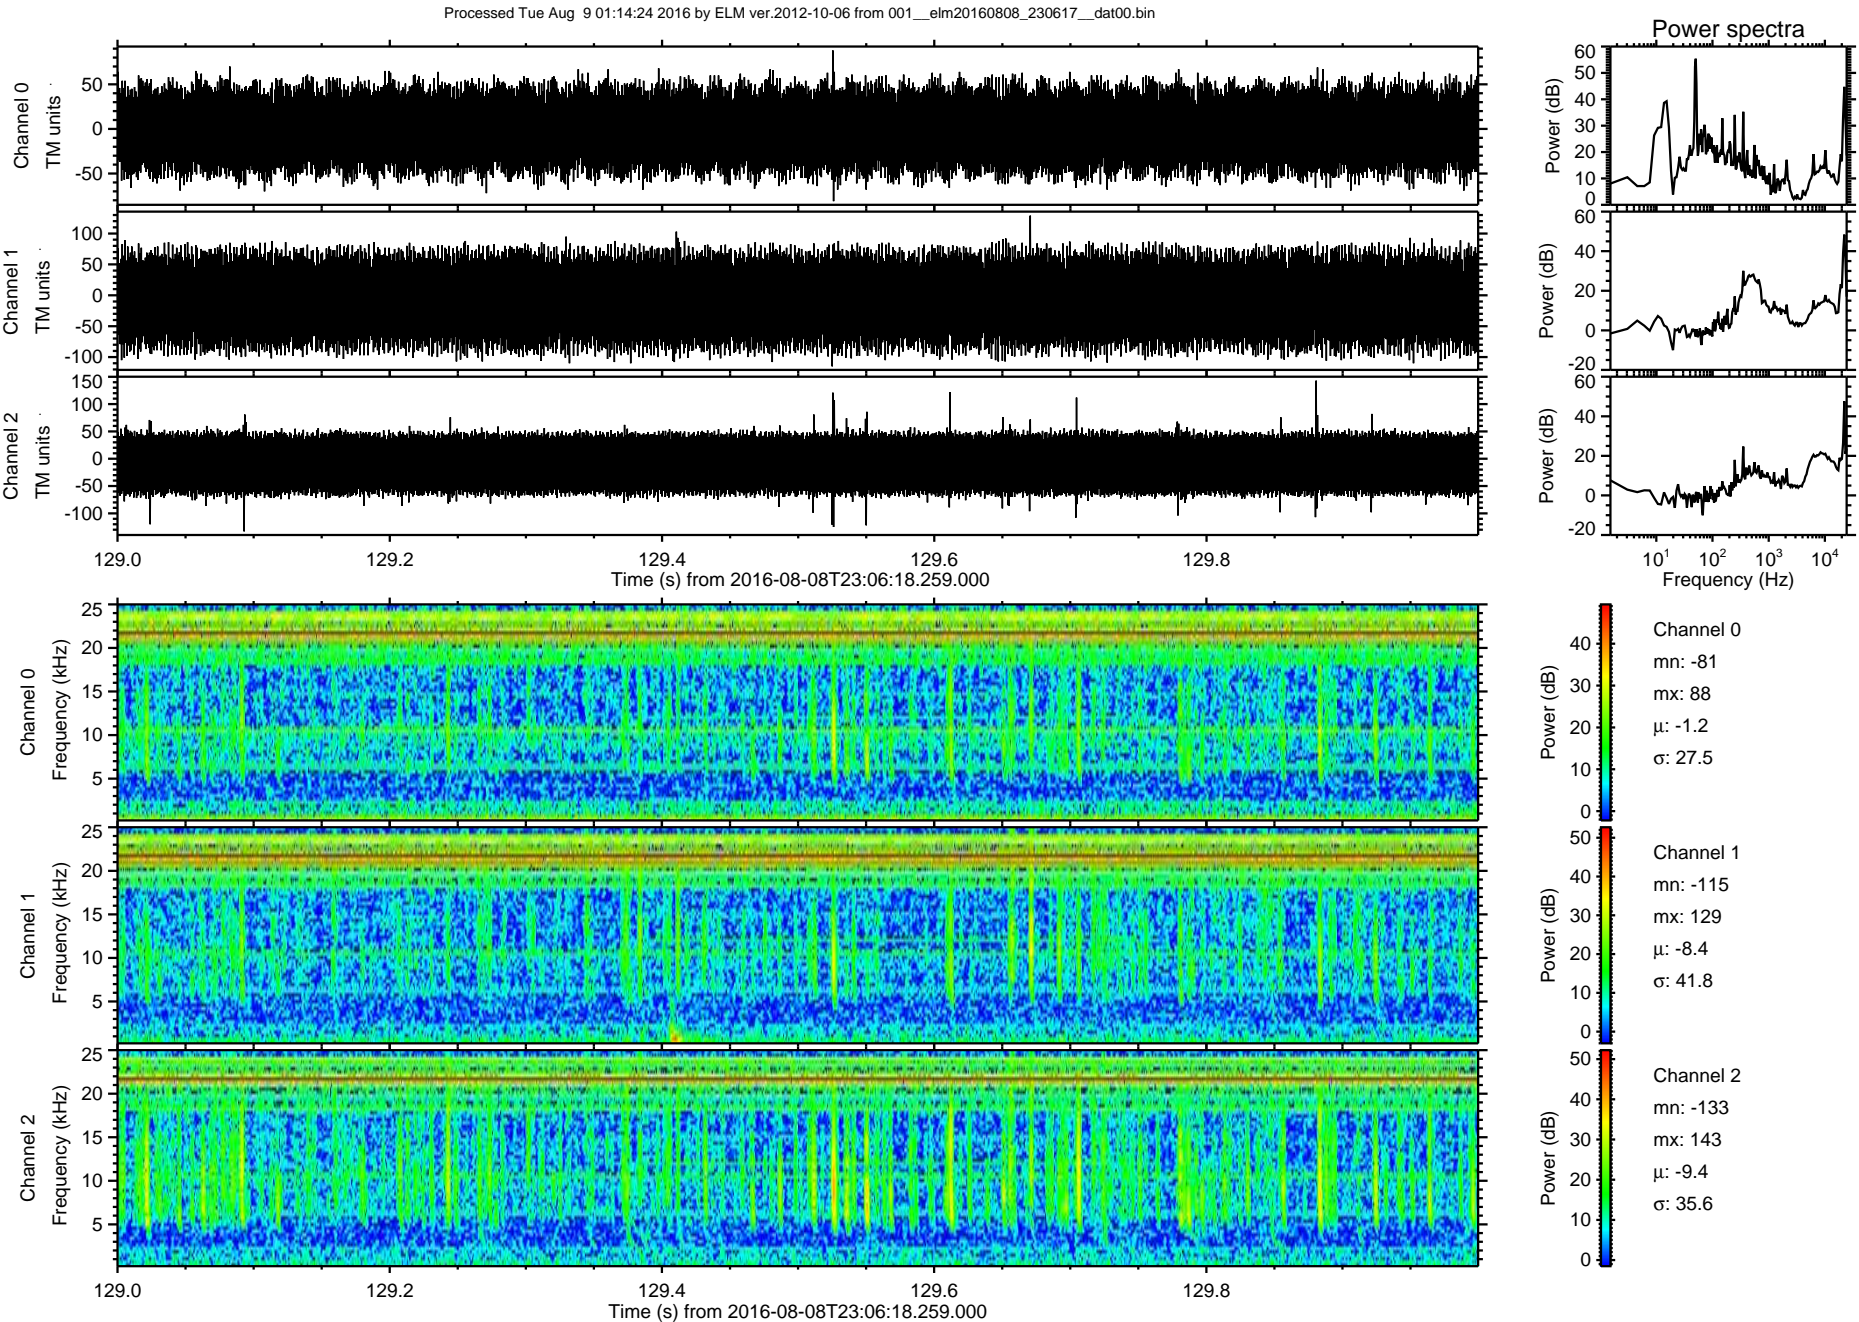 Processed Tue Aug  9 01:14:24 2016 by ELM ver.2012-10-06 from 001__elm20160808_230617__dat00.bin
Power spectra
Channel 0
TM units
50
0
-50
Power (dB)
60
50
40
30
20
10
0
Channel 1
TM units
100
50
0
-50
-100
Power (dB)
60
40
20
0
-20
Channel 2
TM units
150
100
50
0
-50
-100
Power (dB)
60
40
20
0
-20
129.0 129.2 129.4 129.6 129.8
Time (s) from 2016-08-08T23:06:18.259.000
10¹ 10² 10³ 10⁴
Frequency (Hz)
Channel 0
Frequency (kHz)
25
20
15
10
5
Power (dB)
40
30
20
10
0
Channel 0
mn: -81
mx: 88
μ: -1.2
σ: 27.5
Channel 1
Frequency (kHz)
25
20
15
10
5
Power (dB)
50
40
30
20
10
0
Channel 1
mn: -115
mx: 129
μ: -8.4
σ: 41.8
Channel 2
Frequency (kHz)
25
20
15
10
5
Power (dB)
50
40
30
20
10
0
Channel 2
mn: -133
mx: 143
μ: -9.4
σ: 35.6
129.0 129.2 129.4 129.6 129.8
Time (s) from 2016-08-08T23:06:18.259.000